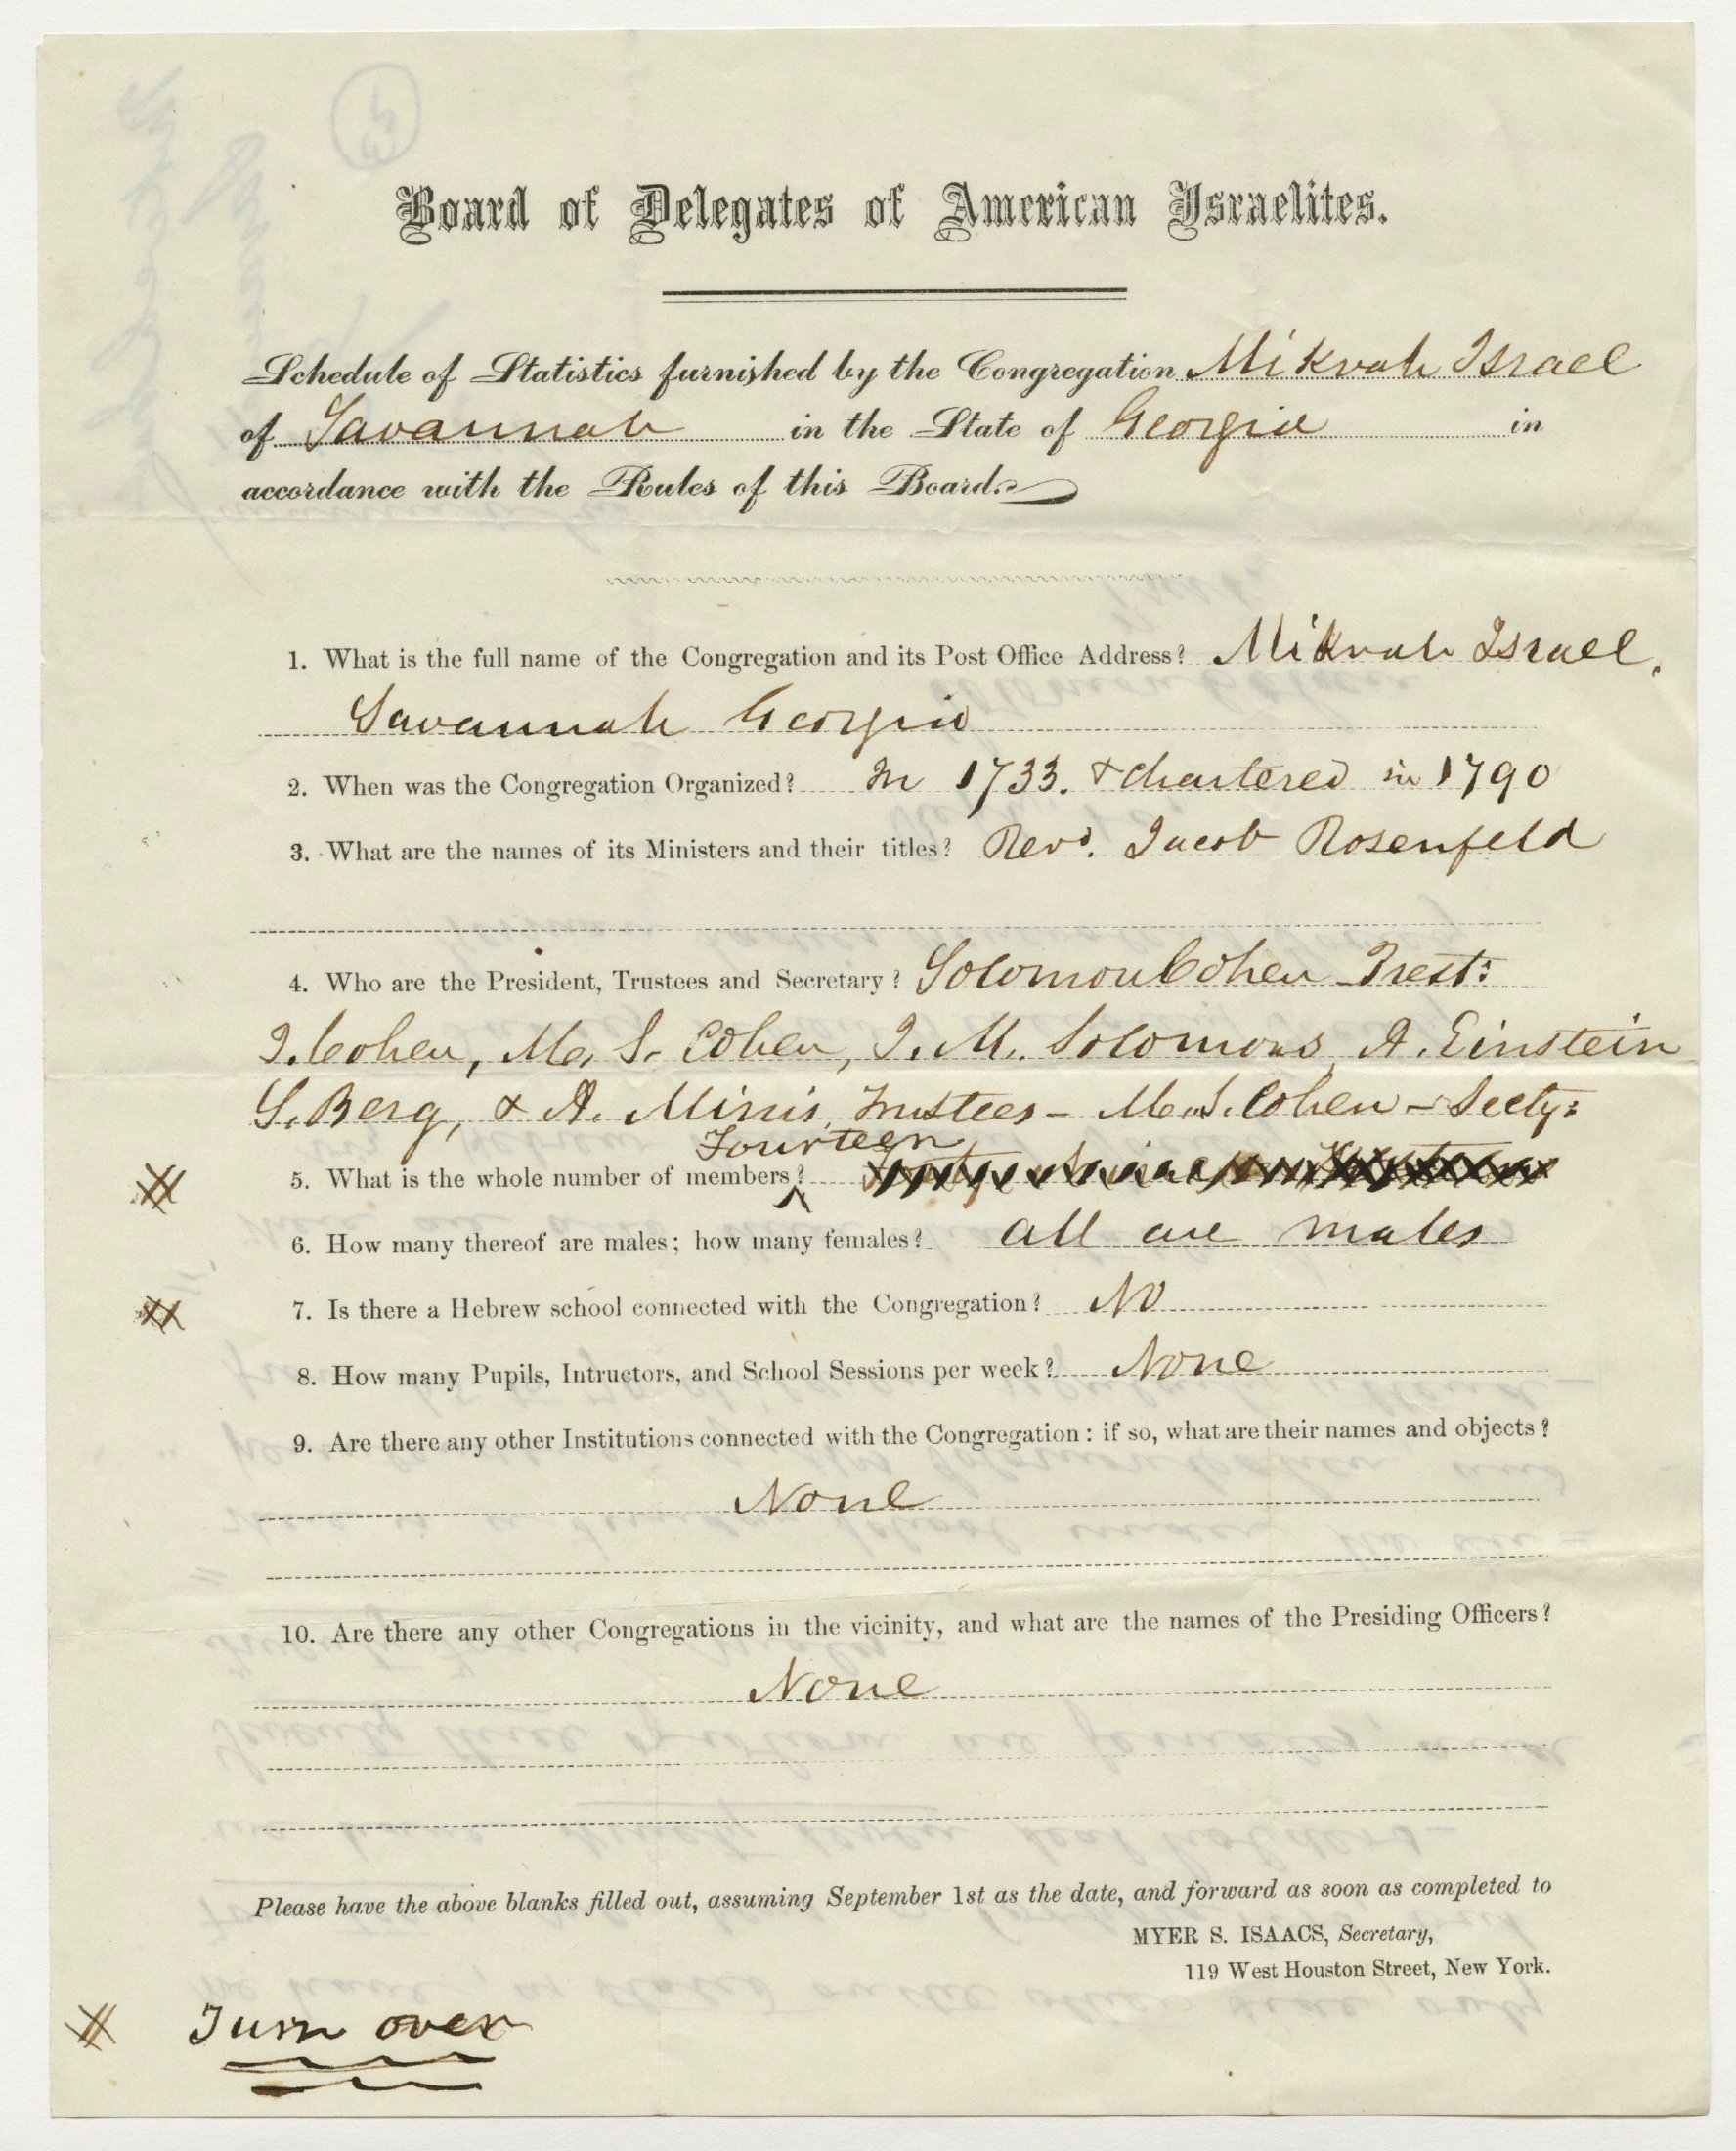 Board of Delegates of American Israelites.
Schedule of Statistics furnished by the Congregation Mikvah Israel
of Savannah in the State of Georgia in
accordance with the Rules of this Board.
1. What is the full name of the Congregation and its Post Office Address? Mikvah Israel,
Savannah Georgia
2. When was the Congregation Organized? In 1733. & chartered in 1790
3. What are the names of its Ministers and their titles? Revd. Jacob Rosenfeld
4. Who are the President, Trustees and Secretary? Solomon Cohen Prest:
J. Cohen, M. S. Cohen, J. M. Solomons, A. Einstein
S. Berg, & A. Minis, Trustees - M. S. Cohen - Secty:
Fourteen
5. What is the whole number of members?
6. How many thereof are males; how many females? all are males
7. Is there a Hebrew school connected with the Congregation? No
8. How many Pupils, Intructors, and School Sessions per week? None
9. Are there any other Institutions connected with the Congregation: if so, what are their names and objects?
None
10. Are there any other Congregations in the vicinity, and what are the names of the Presiding Officers?
None
Please have the above blanks filled out, assuming September 1st as the date, and forward as soon as completed to
MYER S. ISAACS, Secretary,
119 West Houston Street, New York.
Turn over